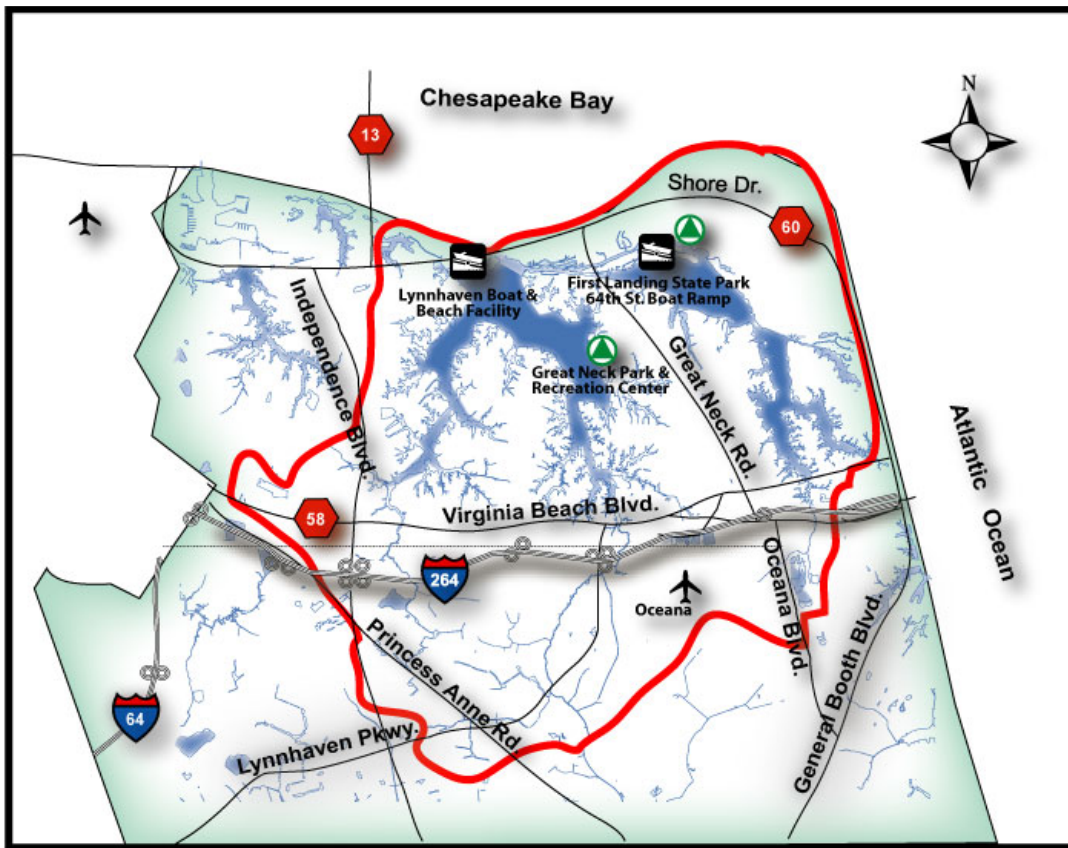 Chesapeake Bay
N
13
Shore Dr.
60
Lynnhaven Boat &
Beach Facility
First Landing State Park
64th St. Boat Ramp
Independence Blvd.
Great Neck Park &
Recreation Center
Great Neck Rd.
Atlantic Ocean
58
Virginia Beach Blvd.
264
Oceana
Oceana Blvd.
General Booth Blvd.
Princess Anne Rd.
64
Lynnhaven Pkwy.